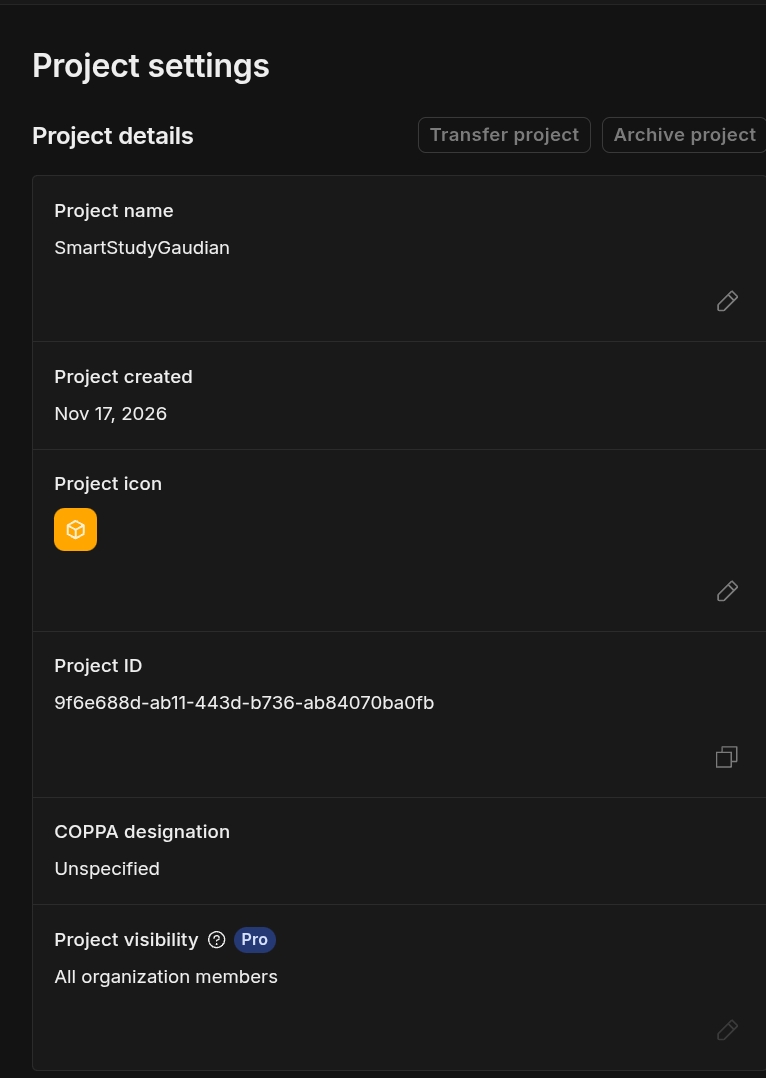 Project settings
Project details
Transfer project
Archive project
Project name
SmartStudyGaudian
Project created
Nov 17, 2026
Project icon
Project ID
9f6e688d-ab11-443d-b736-ab84070ba0fb
COPPA designation
Unspecified
Project visibility ? Pro
All organization members